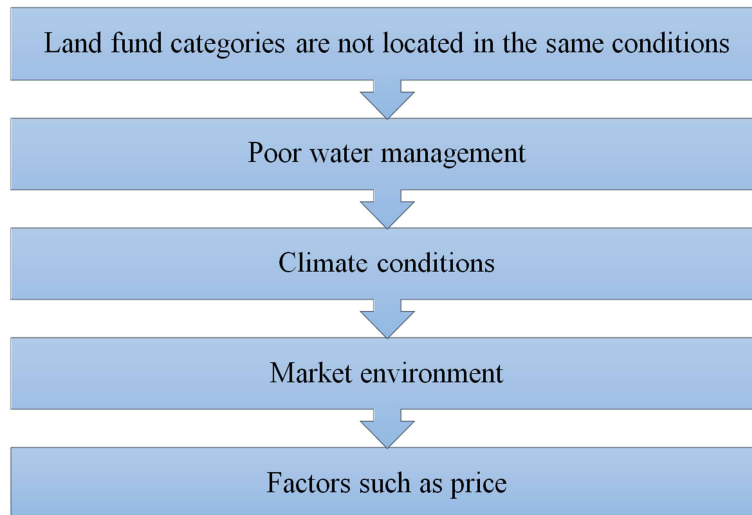 Land fund categories are not located in the same conditions
Poor water management
Climate conditions
Market environment
Factors such as price